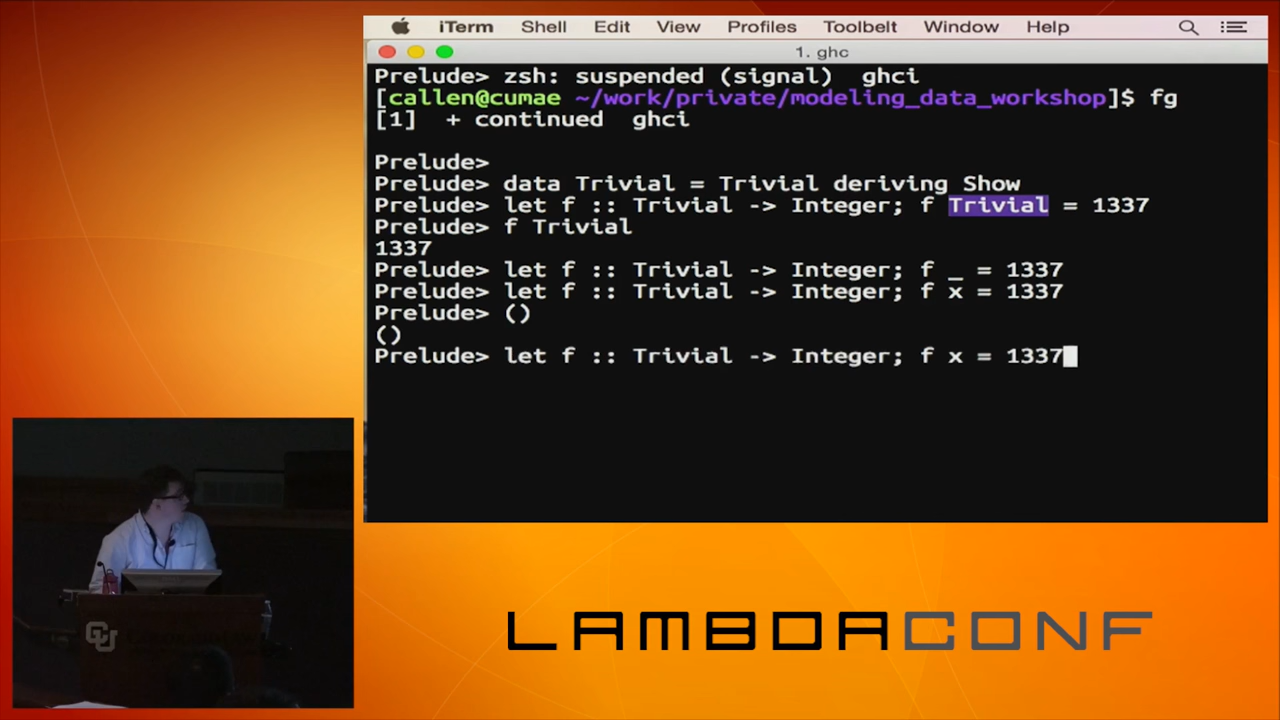 iTerm Shell Edit View Profiles Toolbelt Window Help
1. ghc
Prelude> zsh: suspended (signal)  ghci
[callen@cumae ~/work/private/modeling_data_workshop]$ fg
[1]  + continued  ghci
Prelude>
Prelude> data Trivial = Trivial deriving Show
Prelude> let f :: Trivial -> Integer; f Trivial = 1337
Prelude> f Trivial
1337
Prelude> let f :: Trivial -> Integer; f _ = 1337
Prelude> let f :: Trivial -> Integer; f x = 1337
Prelude> ()
()
Prelude> let f :: Trivial -> Integer; f x = 1337
CU
LAMBDACONF